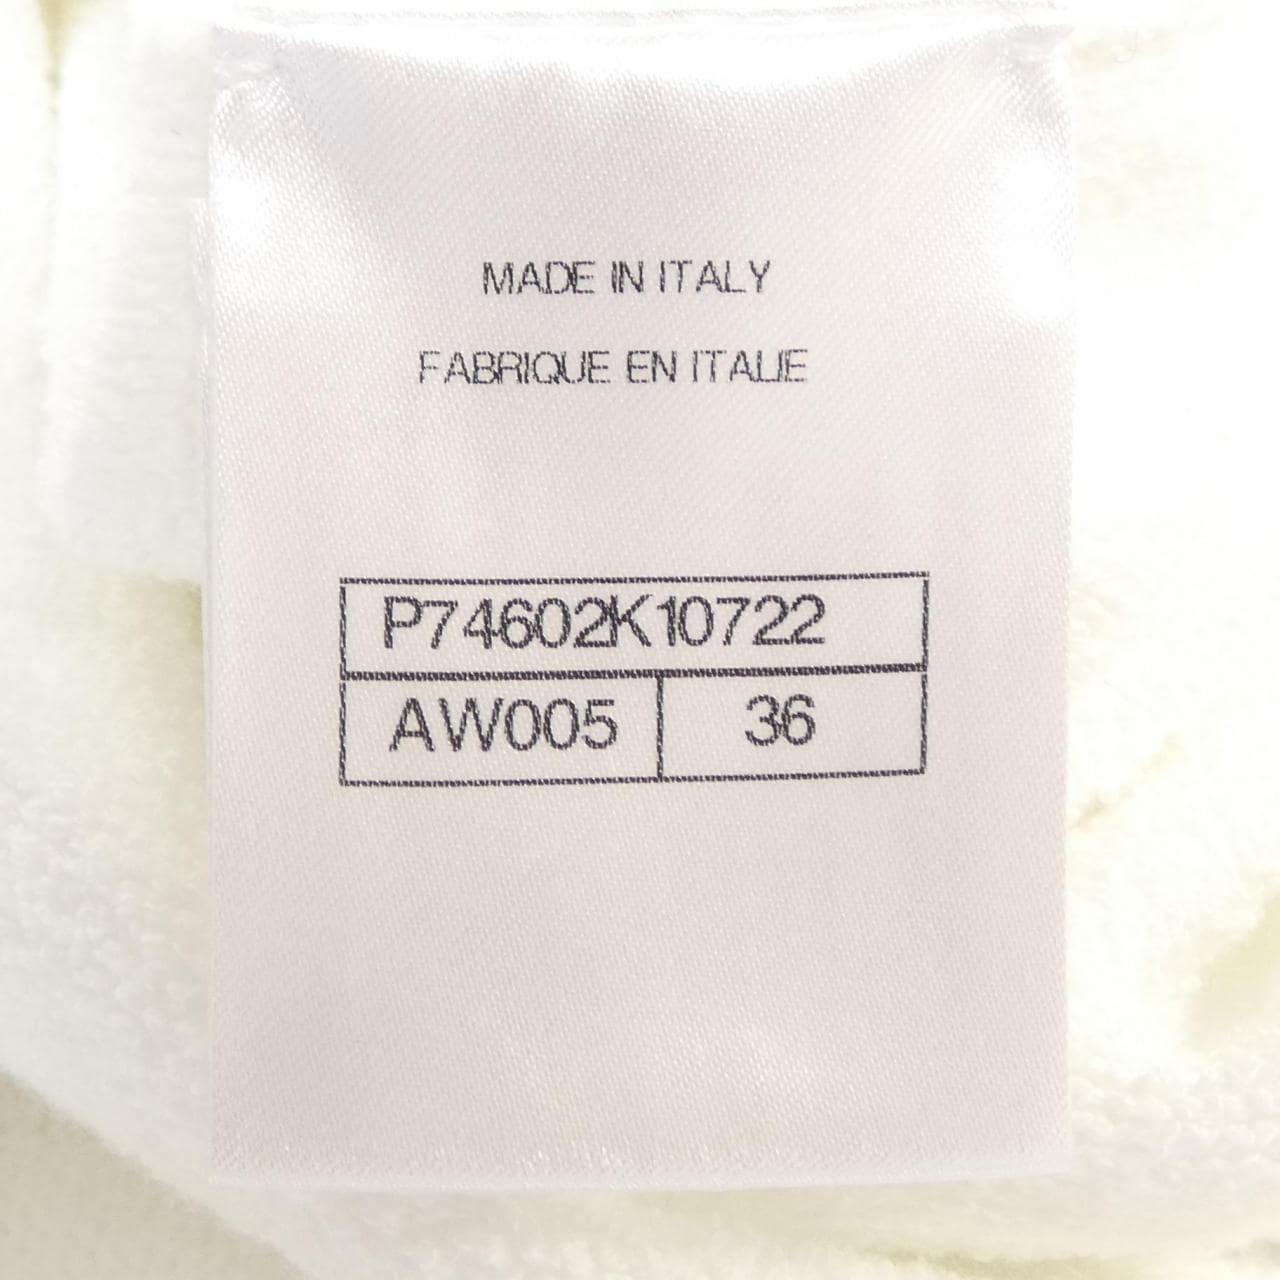 MADE IN ITALY
FABRIQUE EN ITALIE
P74602K10722
AW005 36